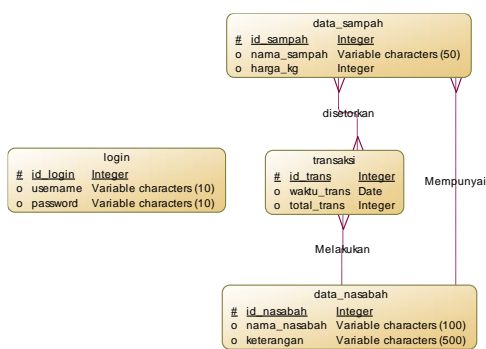 data_sampah
# id_sampah Integer
o nama_sampah Variable characters (50)
o harga_kg Integer
disetorkan
login
# id_login Integer
o username Variable characters (10)
o password Variable characters (10)
transaksi
# id_trans Integer
o waktu_trans Date
o total_trans Integer
Mempunyai
Melakukan
data_nasabah
# id_nasabah Integer
o nama_nasabah Variable characters (100)
o keterangan Variable characters (500)